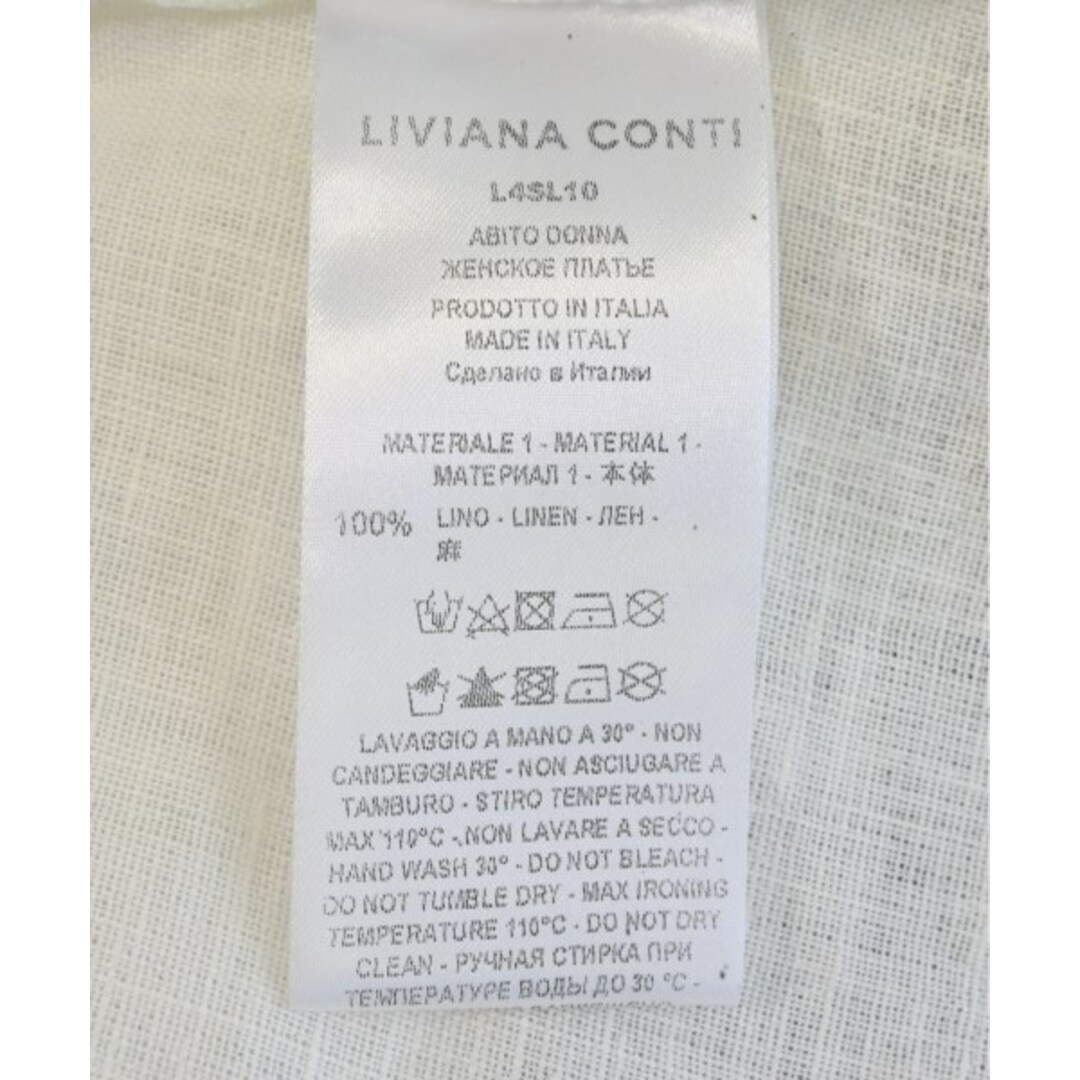 LIVIANA CONTI
L4SL10
ABITO DONNA
ЖЕНСКОЕ ПЛАТЬЕ
PRODOTTO IN ITALIA
MADE IN ITALY
Сделано в Италии
MATERIALE 1 - MATERIAL 1 -
МАТЕРИАЛ 1 - 本体
100% LINO - LINEN - ЛЕН -
麻
LAVAGGIO A MANO A 30° - NON
CANDEGGIARE - NON ASCIUGARE A
TAMBURO - STIRO TEMPERATURA
MAX 110°C - NON LAVARE A SECCO -
HAND WASH 30° - DO NOT BLEACH -
DO NOT TUMBLE DRY - MAX IRONING
TEMPERATURE 110°C - DO NOT DRY
CLEAN - РУЧНАЯ СТИРКА ПРИ
ТЕМПЕРАТУРЕ ВОДЫ ДО 30 °C -